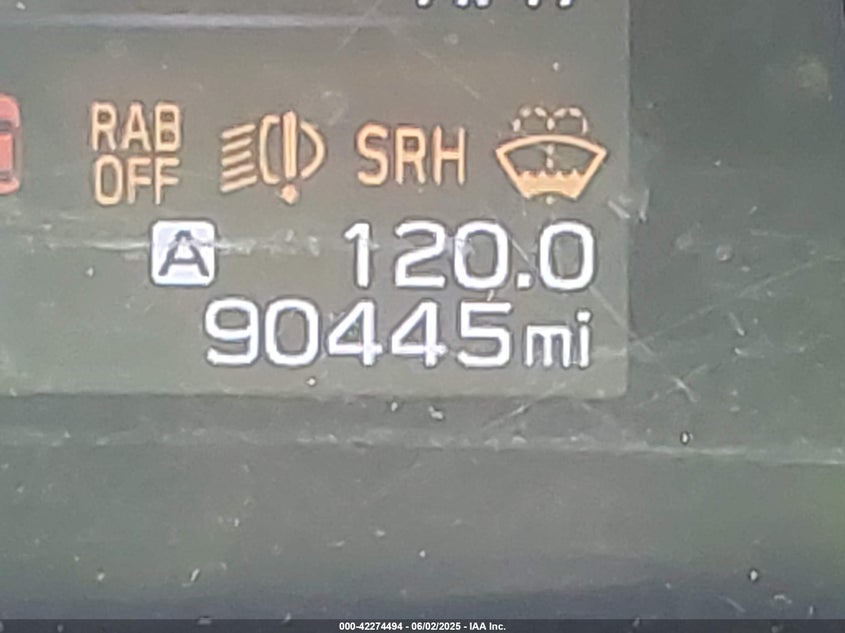 RAB OFF SRH
A 120.0
90445mi
000-42274494 - 06/02/2025 - IAA Inc.